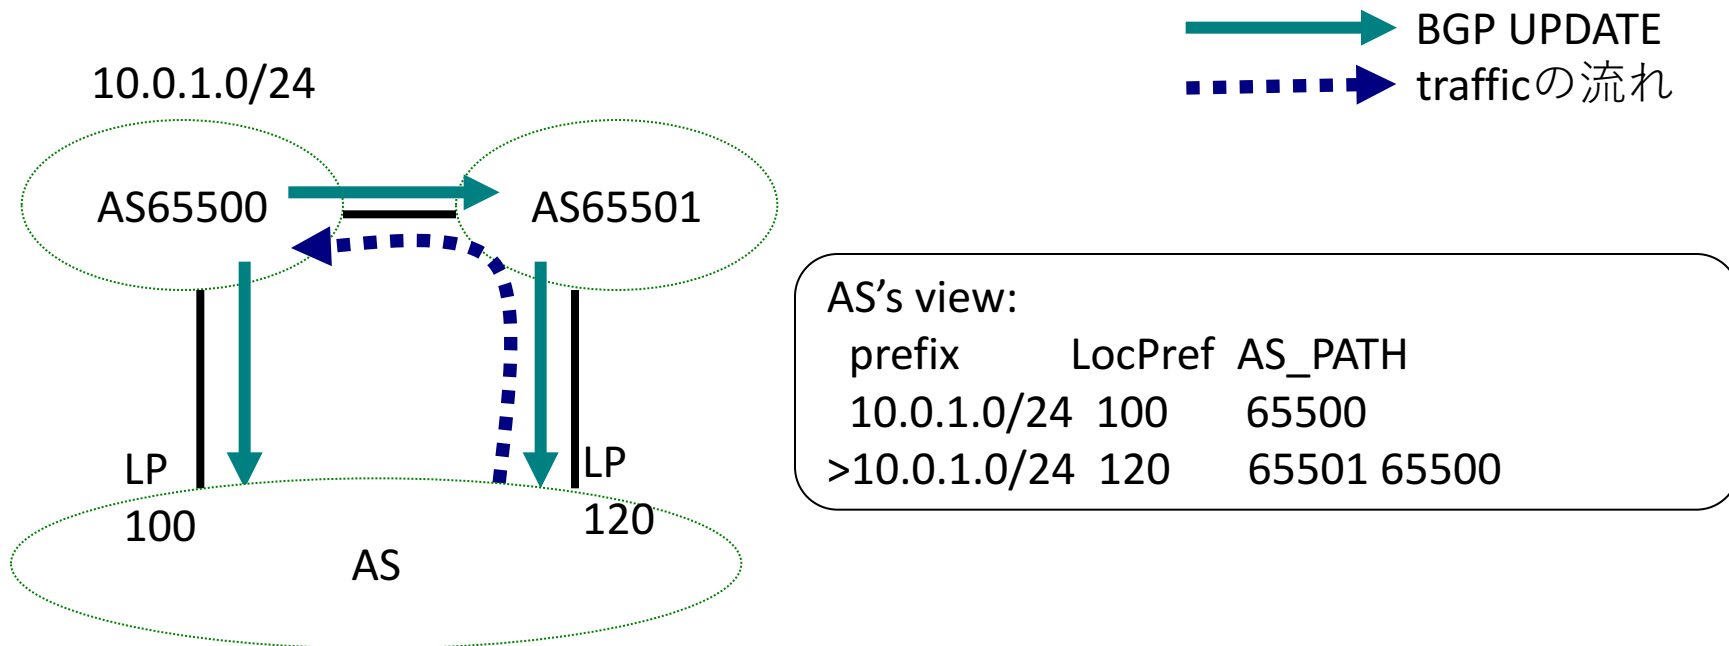 BGP UPDATE
trafficの流れ
10.0.1.0/24
AS65500
AS65501
LP
100
LP
120
AS
AS’s view:
prefix LocPref AS_PATH
10.0.1.0/24 100 65500
>10.0.1.0/24 120 65501 65500